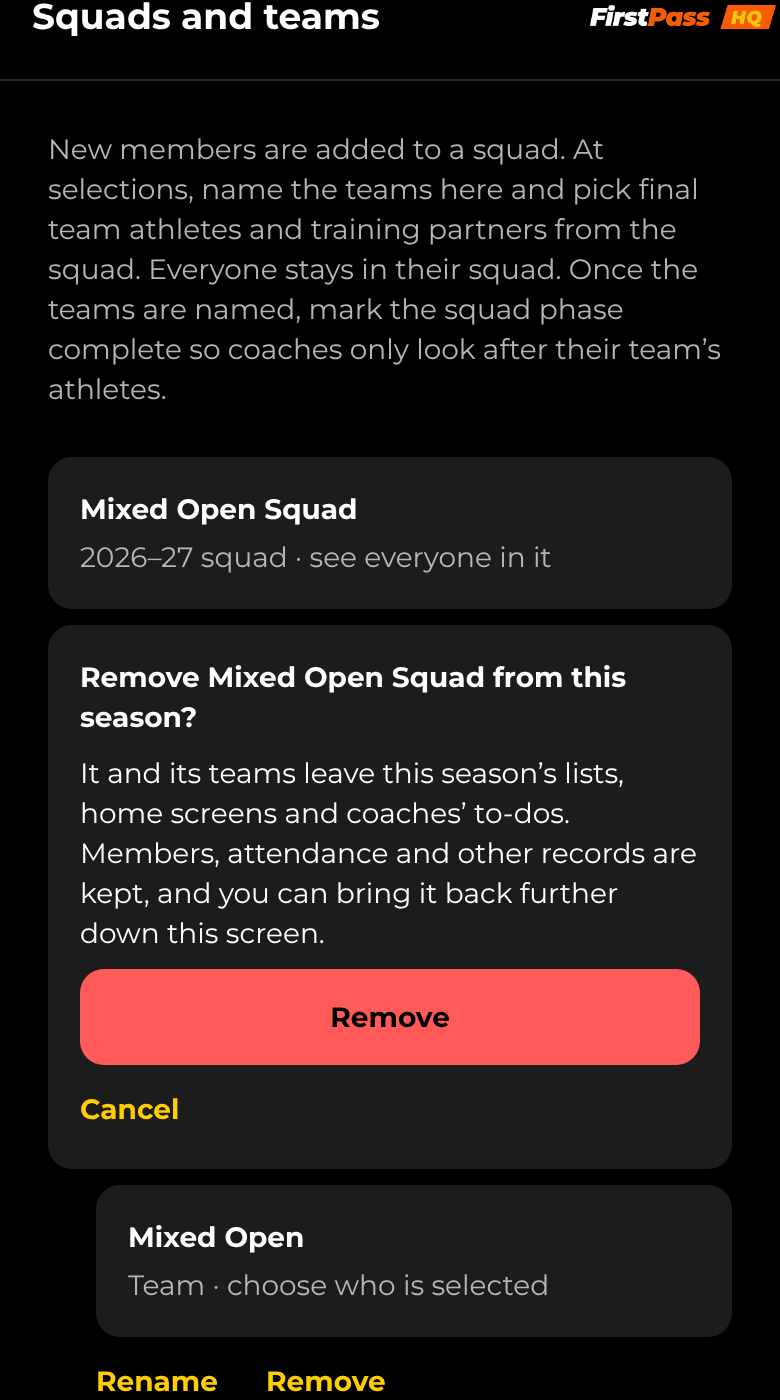 Squads and teams
FirstPass HQ
New members are added to a squad. At
selections, name the teams here and pick final
team athletes and training partners from the
squad. Everyone stays in their squad. Once the
teams are named, mark the squad phase
complete so coaches only look after their team’s
athletes.
Mixed Open Squad
2026–27 squad · see everyone in it
Remove Mixed Open Squad from this
season?
It and its teams leave this season’s lists,
home screens and coaches’ to-dos.
Members, attendance and other records are
kept, and you can bring it back further
down this screen.
Remove
Cancel
Mixed Open
Team · choose who is selected
Rename Remove